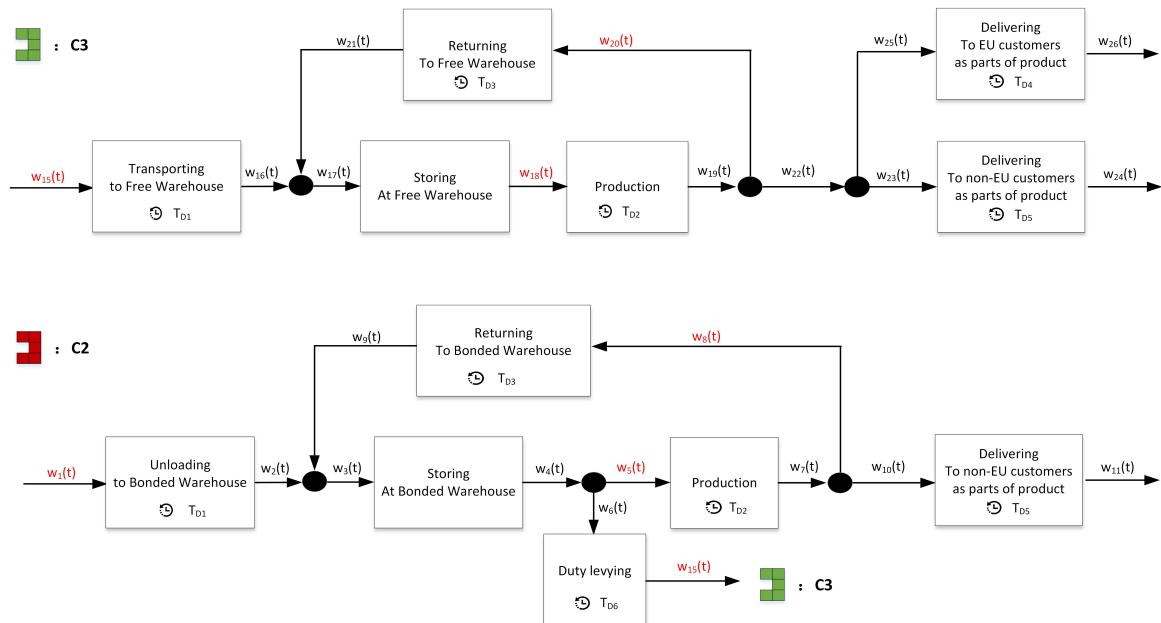 : C3
w21(t)
Returning
To Free Warehouse
TD3
w20(t)
w25(t)
Delivering
To EU customers
as parts of product
TD4
w26(t)
w15(t)
Transporting
to Free Warehouse
TD1
w16(t)
w17(t)
Storing
At Free Warehouse
w18(t)
Production
TD2
w19(t)
w22(t)
w23(t)
Delivering
To non-EU customers
as parts of product
TD5
w24(t)
: C2
w9(t)
Returning
To Bonded Warehouse
TD3
w8(t)
w1(t)
Unloading
to Bonded Warehouse
TD1
w2(t)
w3(t)
Storing
At Bonded Warehouse
w4(t)
w5(t)
w6(t)
Production
TD2
w7(t)
w10(t)
Delivering
To non-EU customers
as parts of product
TD5
w11(t)
Duty levying
TD6
w15(t)
: C3